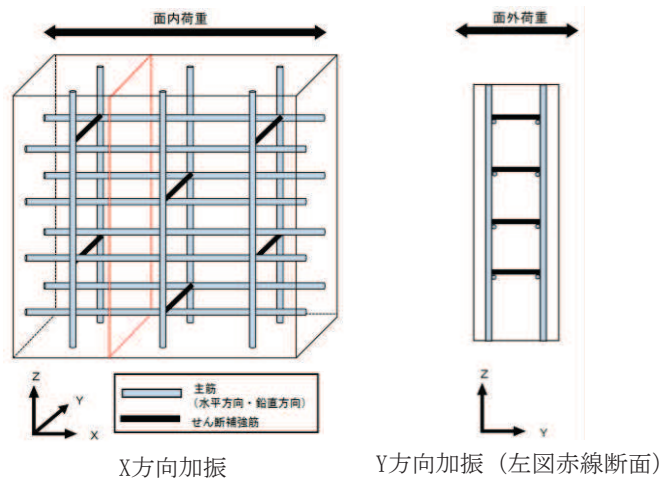 面内荷重
面外荷重
Z
Y
X
主筋
(水平方向・鉛直方向)
せん断補強筋
Z
Y
X方向加振
Y方向加振（左図赤線断面）